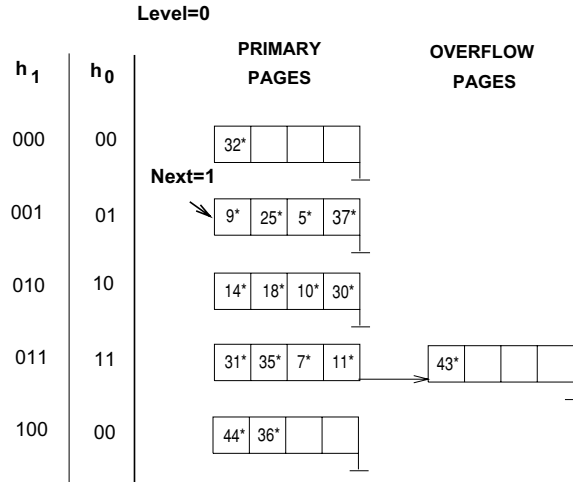 Level=0
h1 h0 PRIMARY PAGES OVERFLOW PAGES
000 00 32*
Next=1
001 01 9* 25* 5* 37*
010 10 14* 18* 10* 30*
011 11 31* 35* 7* 11* 43*
100 00 44* 36*